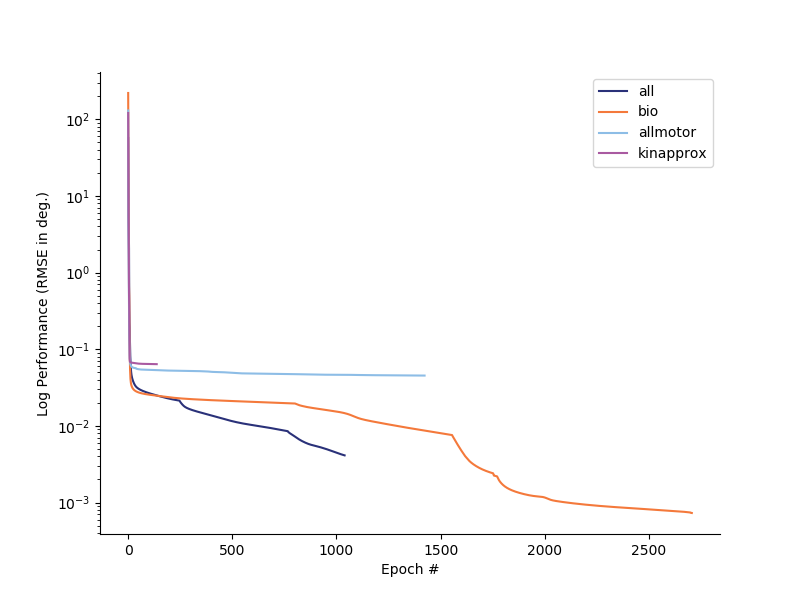 Log Performance (RMSE in deg.)
10²
10¹
10⁰
10⁻¹
10⁻²
10⁻³
all
bio
allmotor
kinapprox
0 500 1000 1500 2000 2500
Epoch #